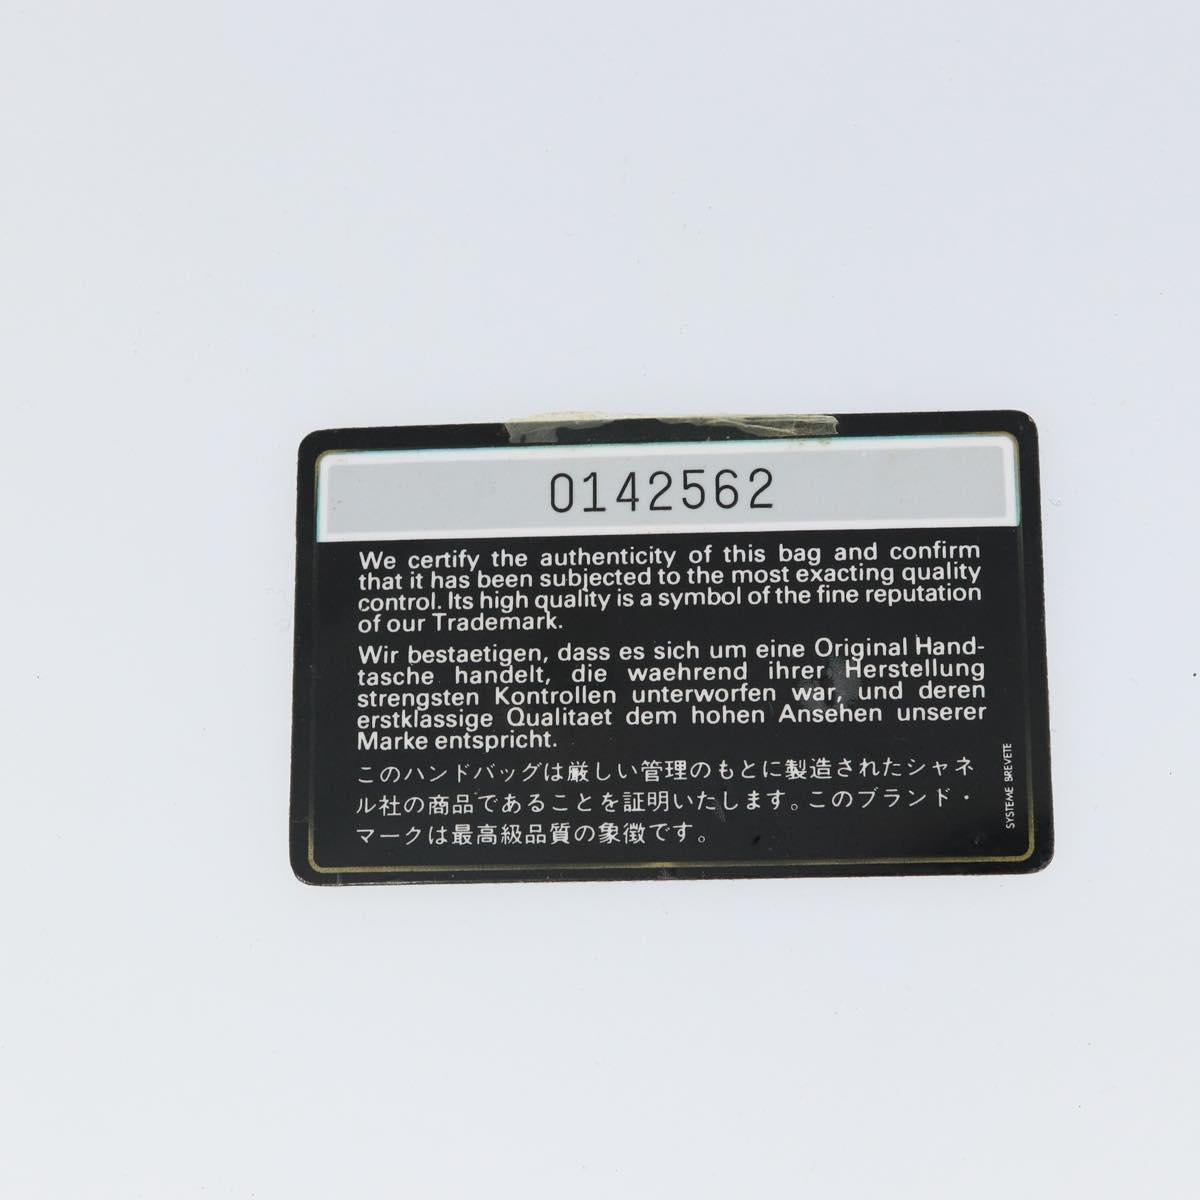 0142562
We certify the authenticity of this bag and confirm
that it has been subjected to the most exacting quality
control. Its high quality is a symbol of the fine reputation
of our Trademark.
Wir bestaetigen, dass es sich um eine Original Hand-
tasche handelt, die waehrend ihrer Herstellung
strengsten Kontrollen unterworfen war, und deren
erstklassige Qualitaet dem hohen Ansehen unserer
Marke entspricht.
このハンドバッグは厳しい管理のもとに製造されたシャネ
ル社の商品であることを証明いたします。このブランド・
マークは最高級品質の象徴です。
SYSTEME BREVETE